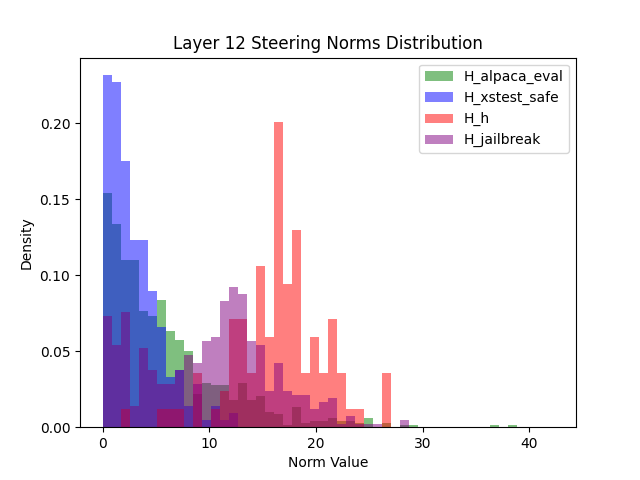 Layer 12 Steering Norms Distribution
H_alpaca_eval
H_xstest_safe
H_h
H_jailbreak
0.20
0.15
0.10
0.05
0.00
Density
0
10
20
30
40
Norm Value